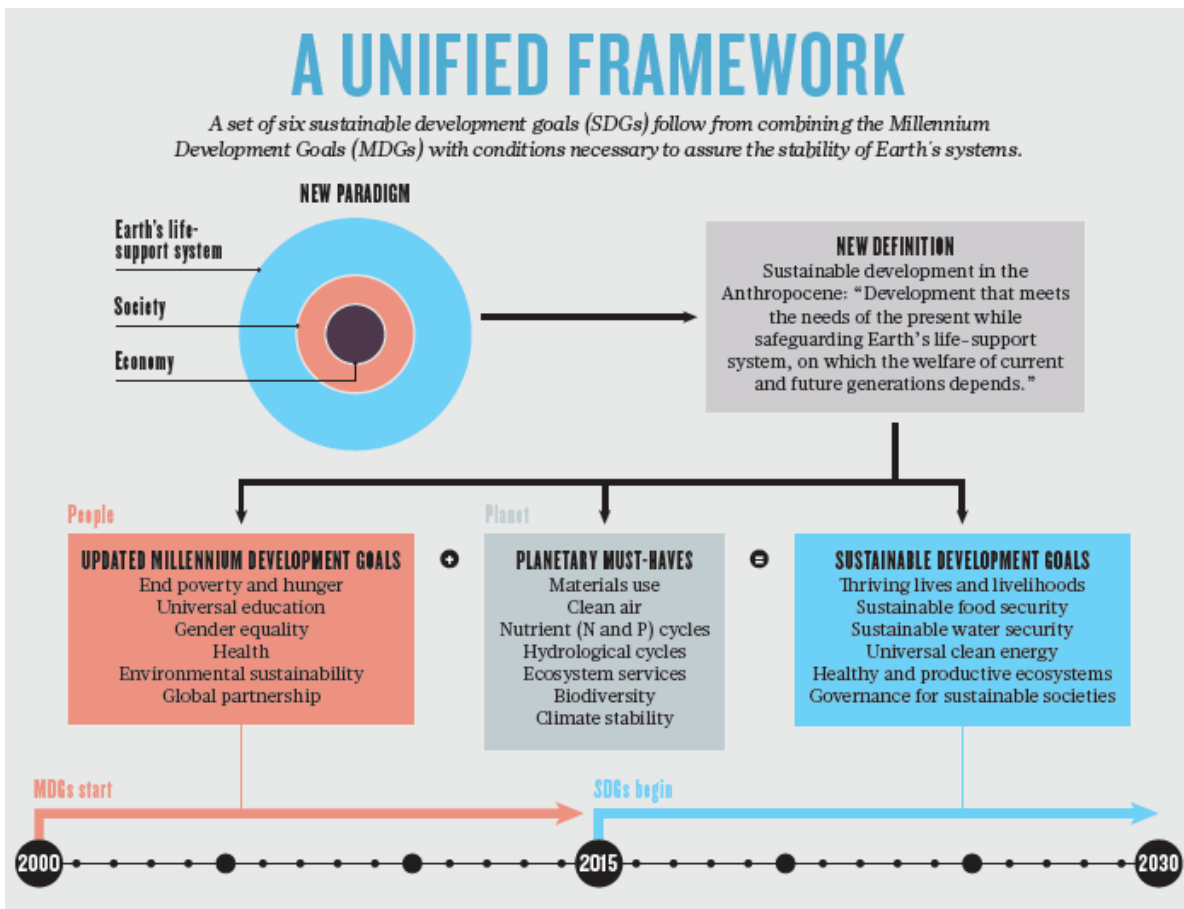 A UNIFIED FRAMEWORK
A set of six sustainable development goals (SDGs) follow from combining the Millennium
Development Goals (MDGs) with conditions necessary to assure the stability of Earth's systems.
NEW PARADIGM
Earth's life-
support system
Society
Economy
NEW DEFINITION
Sustainable development in the
Anthropocene: “Development that meets
the needs of the present while
safeguarding Earth’s life-support
system, on which the welfare of current
and future generations depends.”
People
UPDATED MILLENNIUM DEVELOPMENT GOALS
End poverty and hunger
Universal education
Gender equality
Health
Environmental sustainability
Global partnership
+
Planet
PLANETARY MUST-HAVES
Materials use
Clean air
Nutrient (N and P) cycles
Hydrological cycles
Ecosystem services
Biodiversity
Climate stability
=
SUSTAINABLE DEVELOPMENT GOALS
Thriving lives and livelihoods
Sustainable food security
Sustainable water security
Universal clean energy
Healthy and productive ecosystems
Governance for sustainable societies
MDGs start
SDGs begin
2000
2015
2030